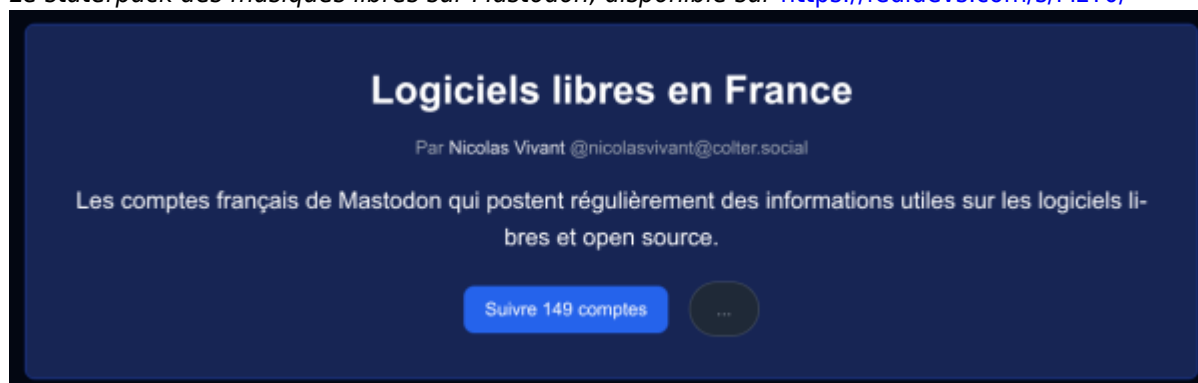 Logiciels libres en France
Par Nicolas Vivant @nicolasvivant@colter.social
Les comptes français de Mastodon qui postent régulièrement des informations utiles sur les logiciels li-
bres et open source.
Suivre 149 comptes
...